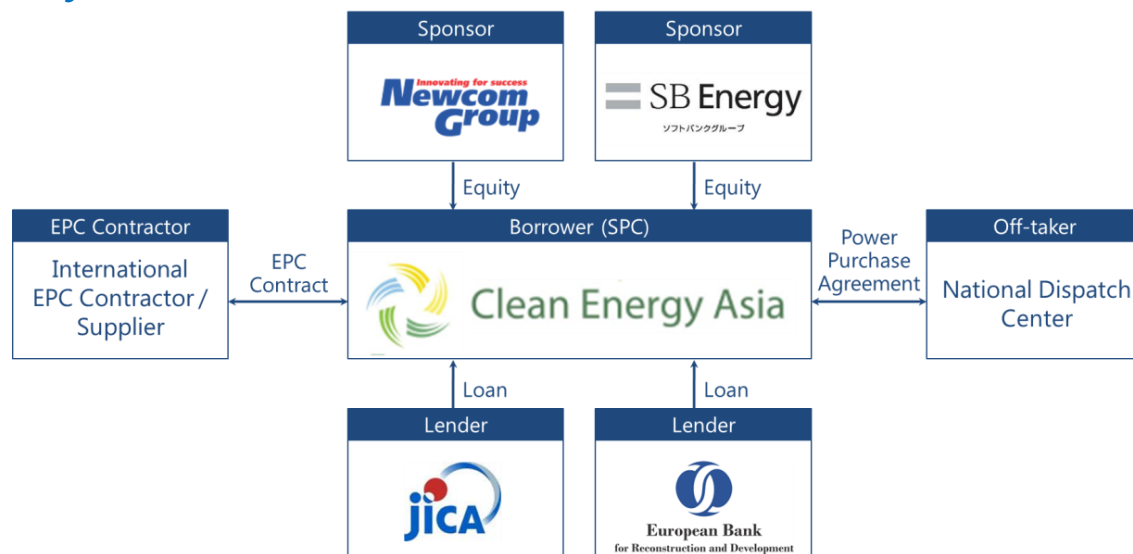 Sponsor
Innovating for success
Newcom
Group
Equity
Sponsor
SB Energy
ソフトバンクグループ
Equity
EPC Contractor
International
EPC Contractor /
Supplier
EPC
Contract
Borrower (SPC)
Clean Energy Asia
Power
Purchase
Agreement
Off-taker
National Dispatch
Center
Loan
Lender
JICA
Loan
Lender
European Bank
for Reconstruction and Development